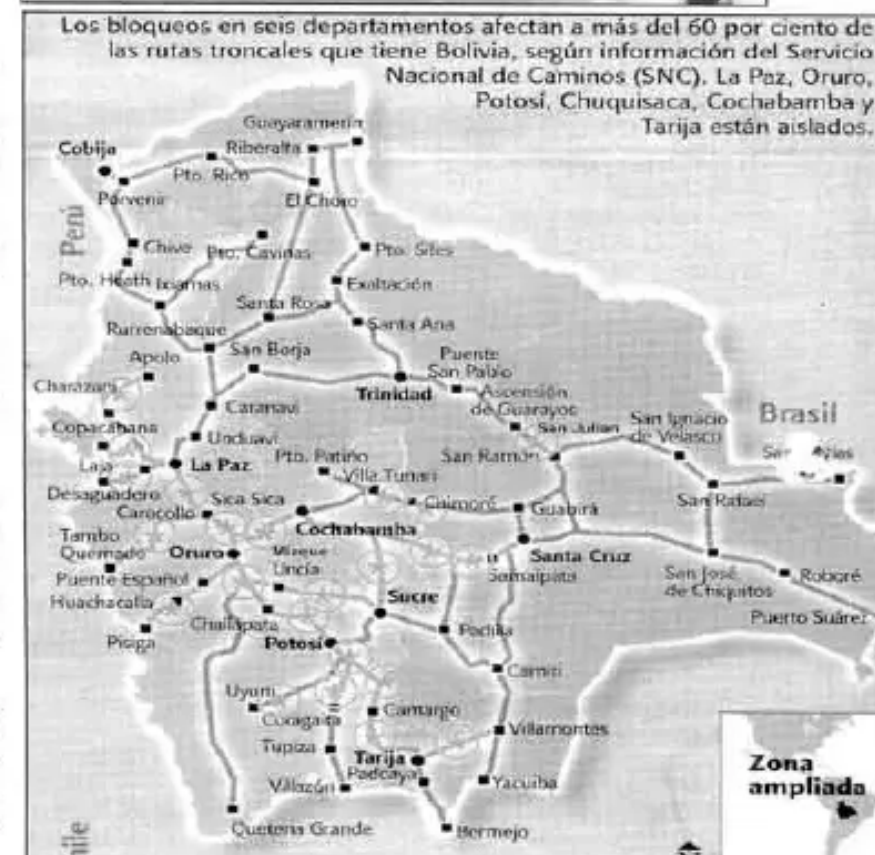 Los bloqueos en seis departamentos afectan a más del 60 por ciento de
las rutas troncales que tiene Bolivia, según información del Servicio
Nacional de Caminos (SNC). La Paz, Oruro,
Potosí, Chuquisaca, Cochabamba y
Tarija están aislados.
Guayaramerín
Cobija
Riberalta
Pto. Rico
Porvenir
El Choro
Perú
Chive
Pto. Cavinas
Pto. Siles
Pto. Heath
Ixiamas
Exaltación
Santa Rosa
Santa Ana
Rurrenabaque
Apolo
San Borja
Puente
San Pablo
Charazani
Trinidad
Ascensión
de Guarayos
Caranavi
Brasil
Copacabana
San Julian
San Ignacio
de Velasco
Unduavi
Laja
La Paz
Pto. Patiño
San Ramón
Villa Tunari
Desaguadero
Sica Sica
Chimoré
Guabirá
San Rafael
Caracollo
Cochabamba
Tambo
Quemado
Oruro
Mizque
Santa Cruz
Puente Español
Uncía
Samaipata
San José
de Chiquitos
Roboré
Huachacalla
Sucre
Puerto Suárez
Challapata
Pisiga
Potosí
Padilla
Camiri
Uyuni
Cotagaita
Camargo
Tupiza
Villamontes
Tarija
Padcaya
Zona
ampliada
Villazón
Yacuiba
Quetena Grande
Bermejo
hile